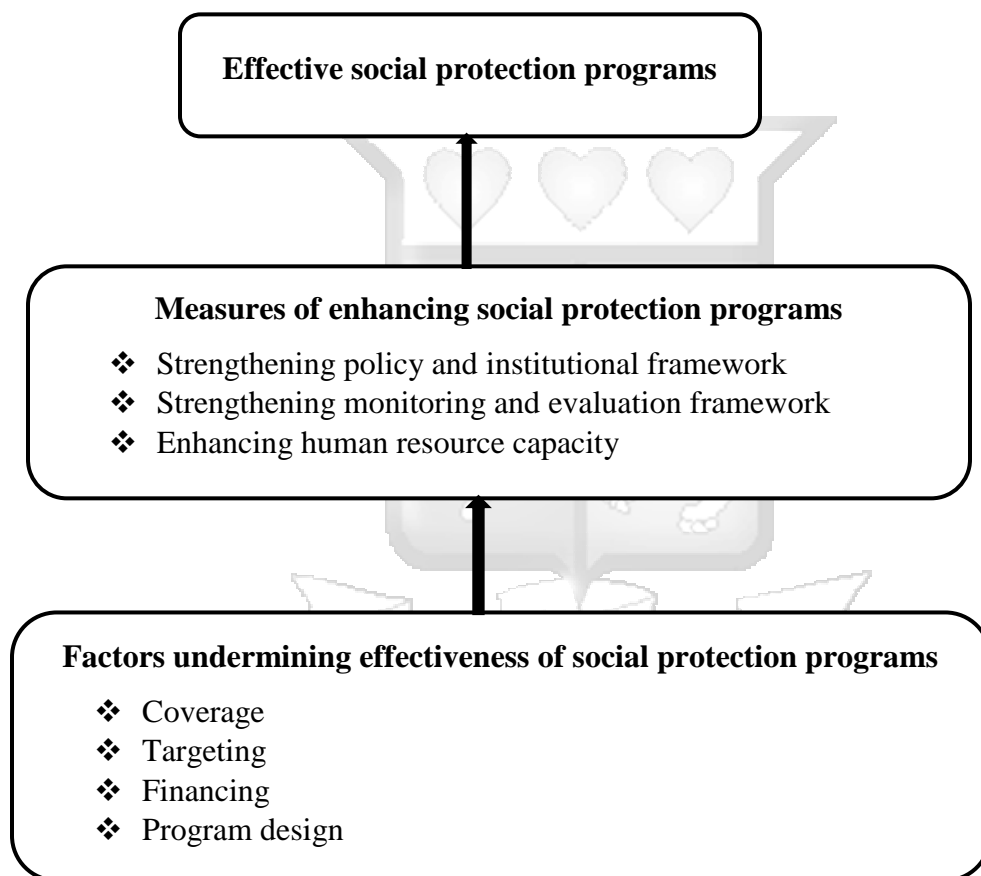 Effective social protection programs
Measures of enhancing social protection programs
❖ Strengthening policy and institutional framework
❖ Strengthening monitoring and evaluation framework
❖ Enhancing human resource capacity
Factors undermining effectiveness of social protection programs
❖ Coverage
❖ Targeting
❖ Financing
❖ Program design